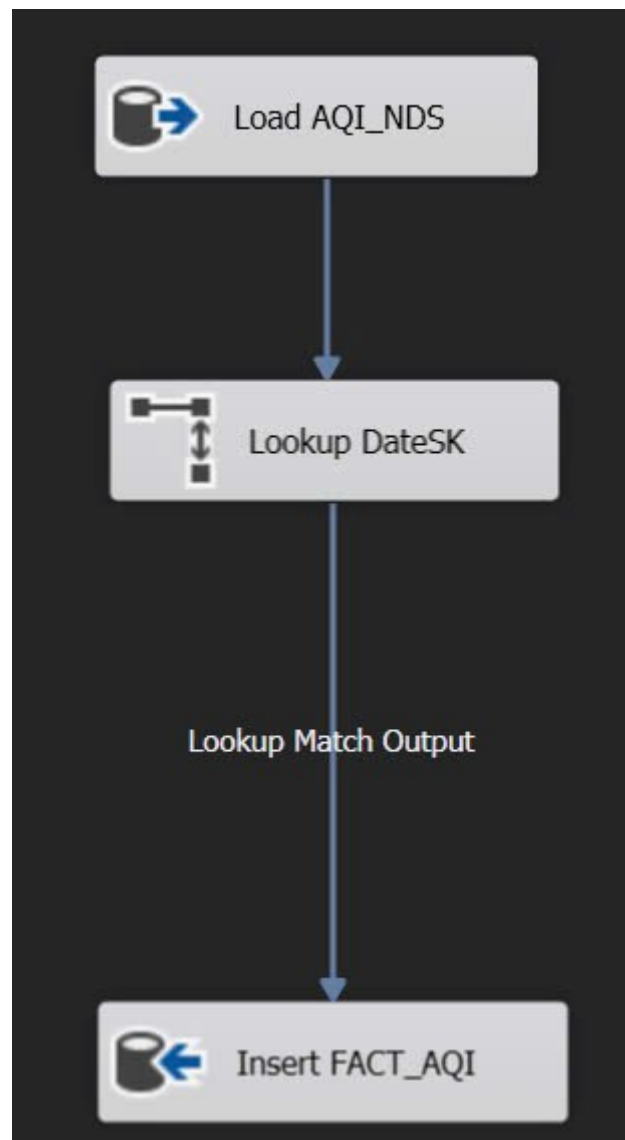 Load AQI_NDS
Lookup DateSK
Lookup Match Output
Insert FACT_AQI